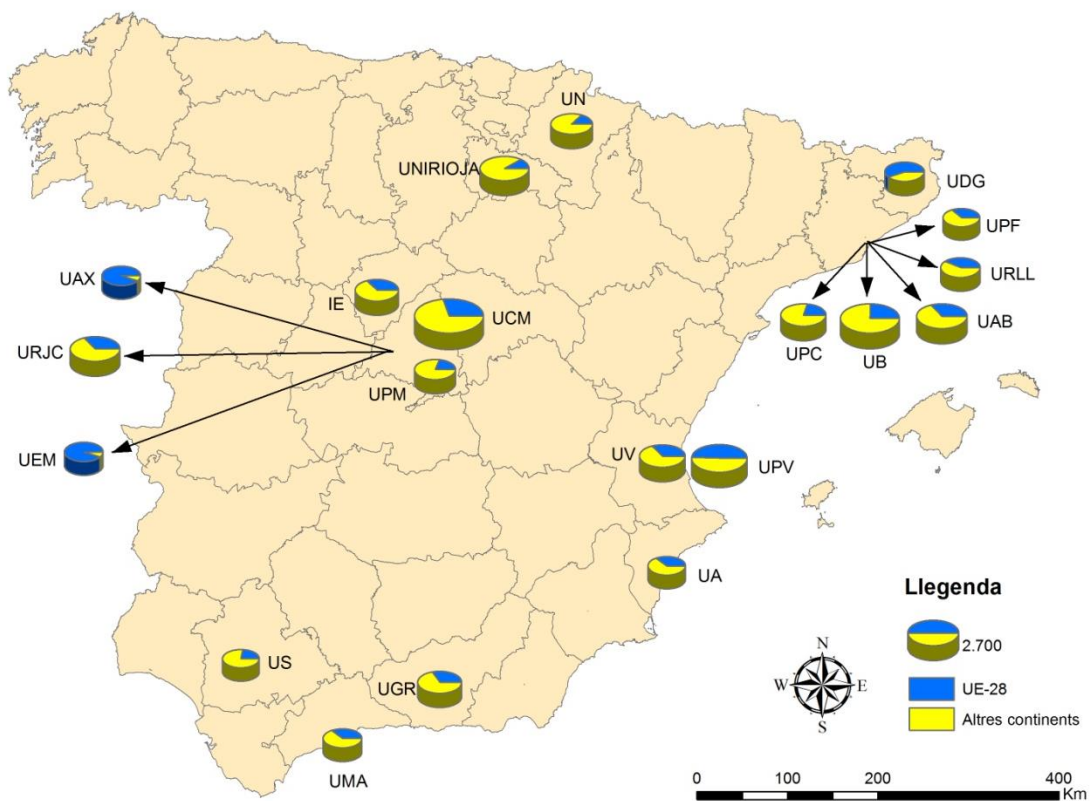 UN
UNIRIOJA
UDG
UPF
UAX
IE
UCM
URLL
URJC
UPC
UB
UAB
UPM
UEM
UV
UPV
UA
US
UGR
UMA
Llegenda
2.700
UE-28
Altres continents
N
W
E
S
0
100
200
400
Km